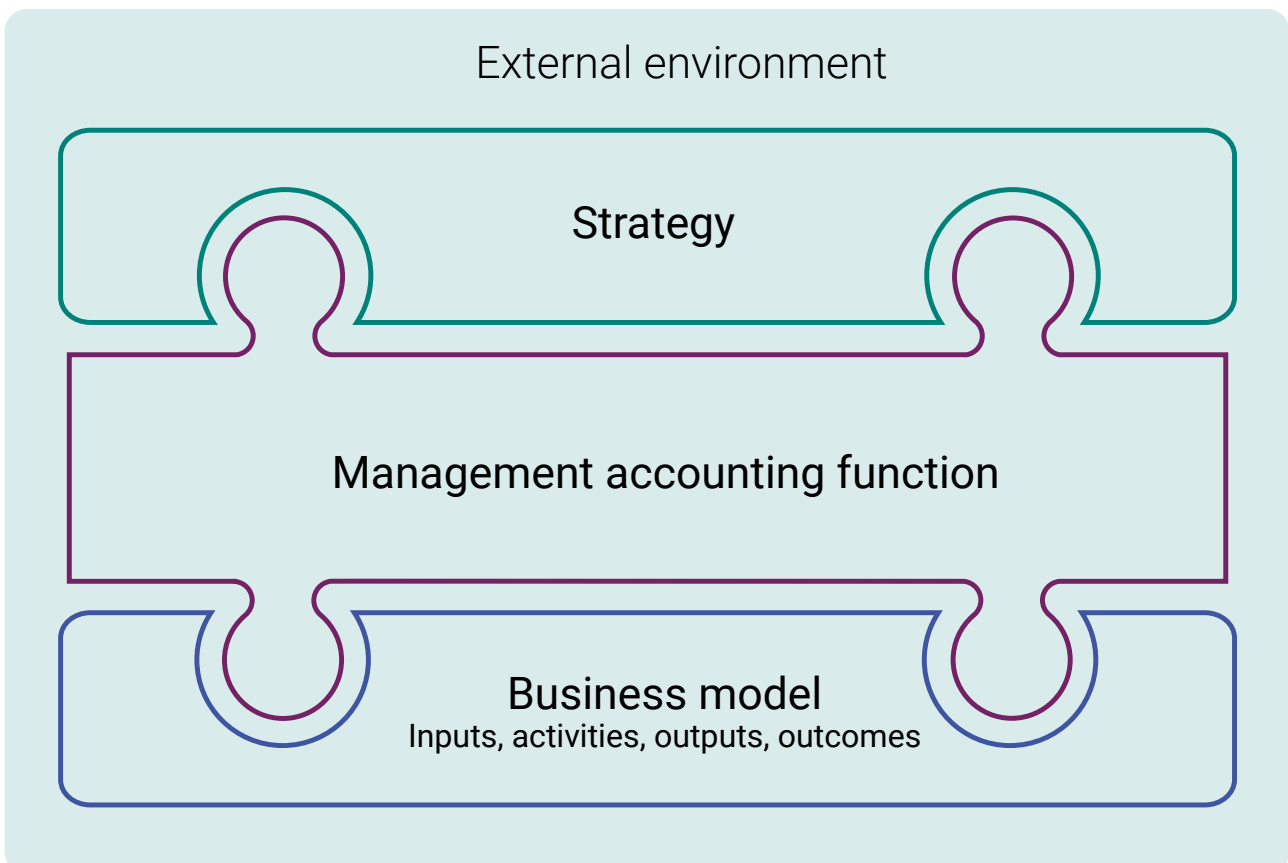 External environment
Strategy
Management accounting function
Business model
Inputs, activities, outputs, outcomes